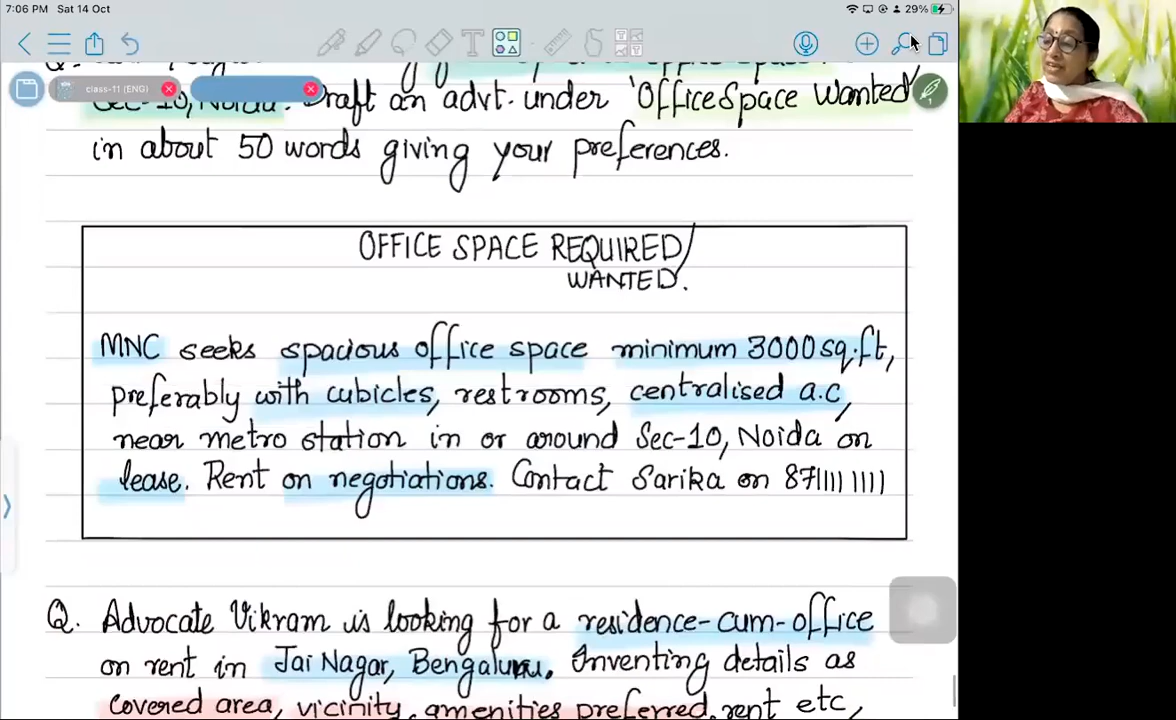 7:06 PM Sat 14 Oct
29%
class-11 (ENG)
Sec-10, Noida. Draft an advt. under 'Office Space Wanted'
in about 50 words giving your preferences.
OFFICE SPACE REQUIRED/
WANTED.
MNC seeks spacious office space minimum 3000 sq.ft,
preferably with cubicles, restrooms, centralised a.c,
near metro station in or around Sec-10, Noida on
lease. Rent on negotiations. Contact Sarika on 871111 1111
Q. Advocate Vikram is looking for a residence-cum-office
on rent in Jai Nagar, Bengaluru. Inventing details as
covered area, vicinity, amenities preferred, rent etc,